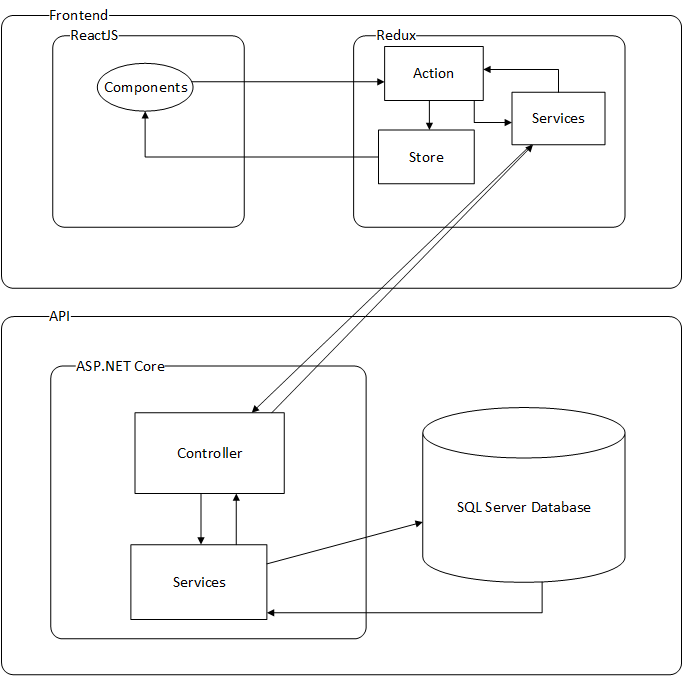 Frontend
ReactJS
Redux
Components
Action
Services
Store
API
ASP.NET Core
Controller
SQL Server Database
Services